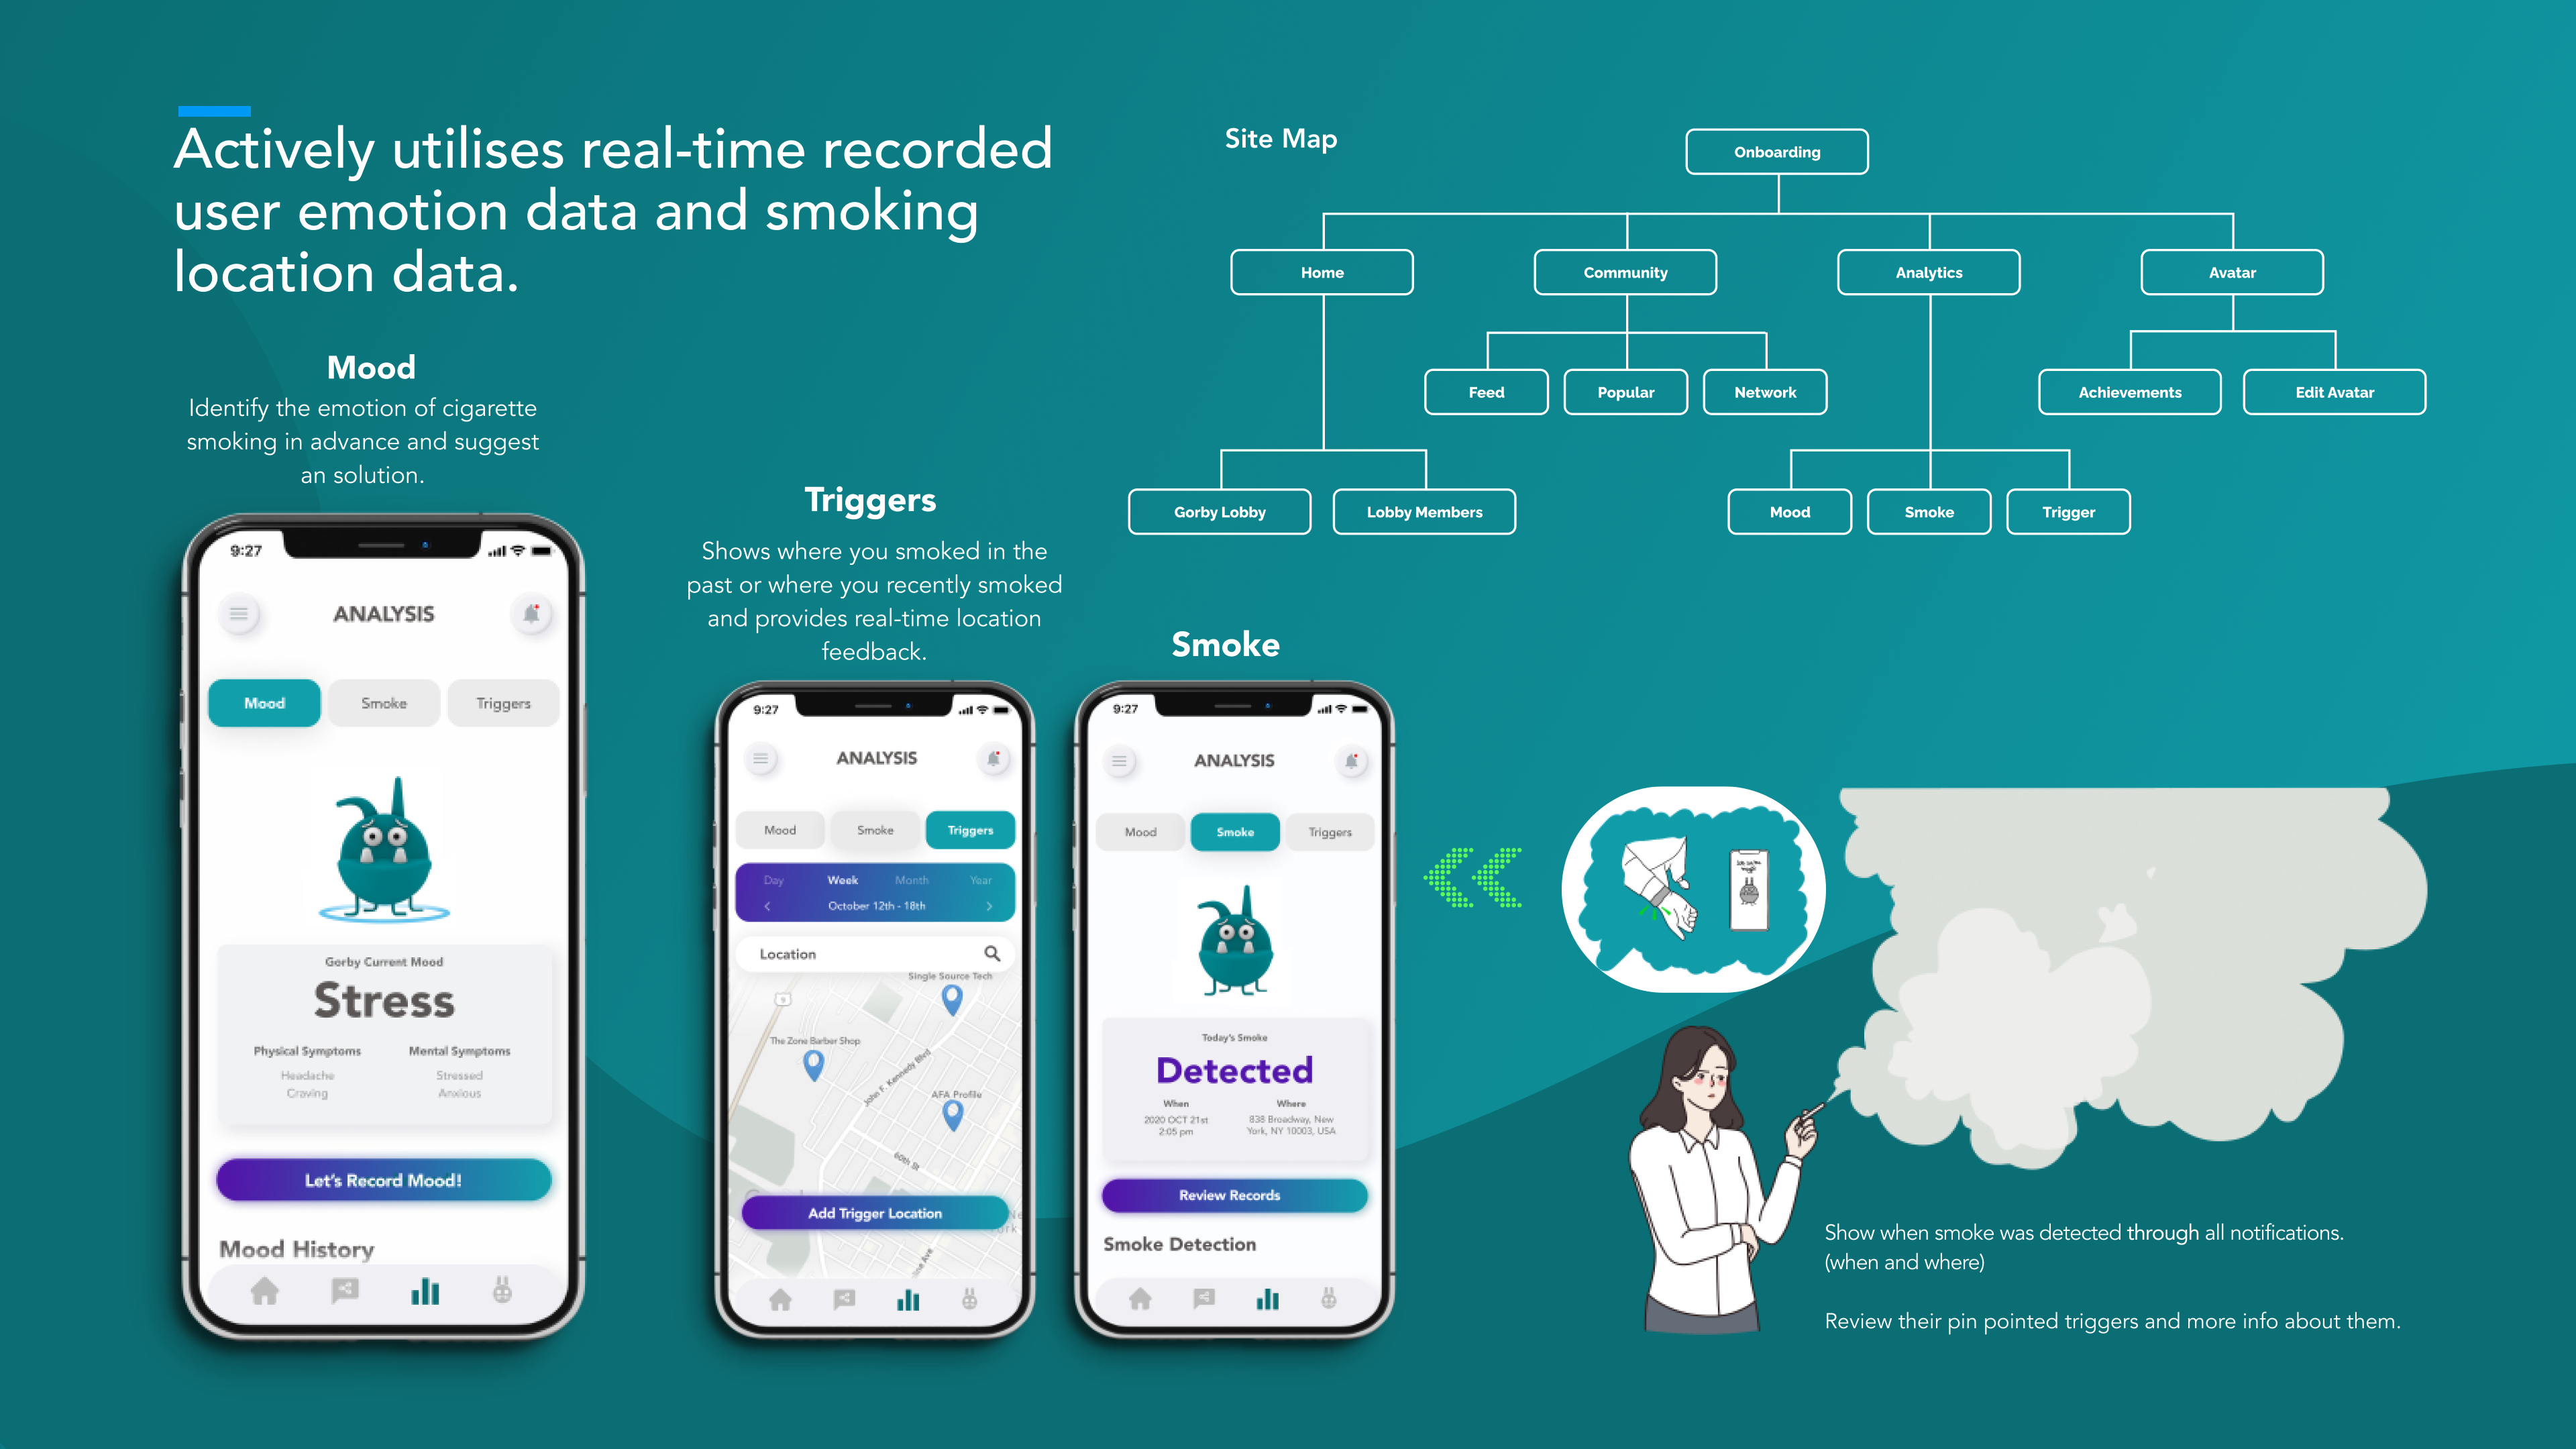 Actively utilises real-time recorded
user emotion data and smoking
location data.
Site Map
Onboarding
Home
Community
Analytics
Avatar
Feed
Popular
Network
Achievements
Edit Avatar
Gorby Lobby
Lobby Members
Mood
Smoke
Trigger
Mood
Identify the emotion of cigarette
smoking in advance and suggest
an solution.
9:27
ANALYSIS
Mood
Smoke
Triggers
Gorby Current Mood
Stress
Physical Symptoms
Mental Symptoms
Headache
Stressed
Craving
Anxious
Let's Record Mood!
Mood History
Triggers
Shows where you smoked in the
past or where you recently smoked
and provides real-time location
feedback.
9:27
ANALYSIS
Mood
Smoke
Triggers
Day
Week
Month
Year
October 12th - 18th
Location
Single Source Tech
9
The Zone Barber Shop
John F. Kennedy Blvd
AFA Profile
60th St
Add Trigger Location
Smoke
9:27
ANALYSIS
Mood
Smoke
Triggers
Today's Smoke
Detected
When
Where
2020 OCT 21st
2:05 pm
838 Broadway, New
York, NY 10003, USA
Review Records
Smoke Detection
Show when smoke was detected through all notifications.
(when and where)
Review their pin pointed triggers and more info about them.